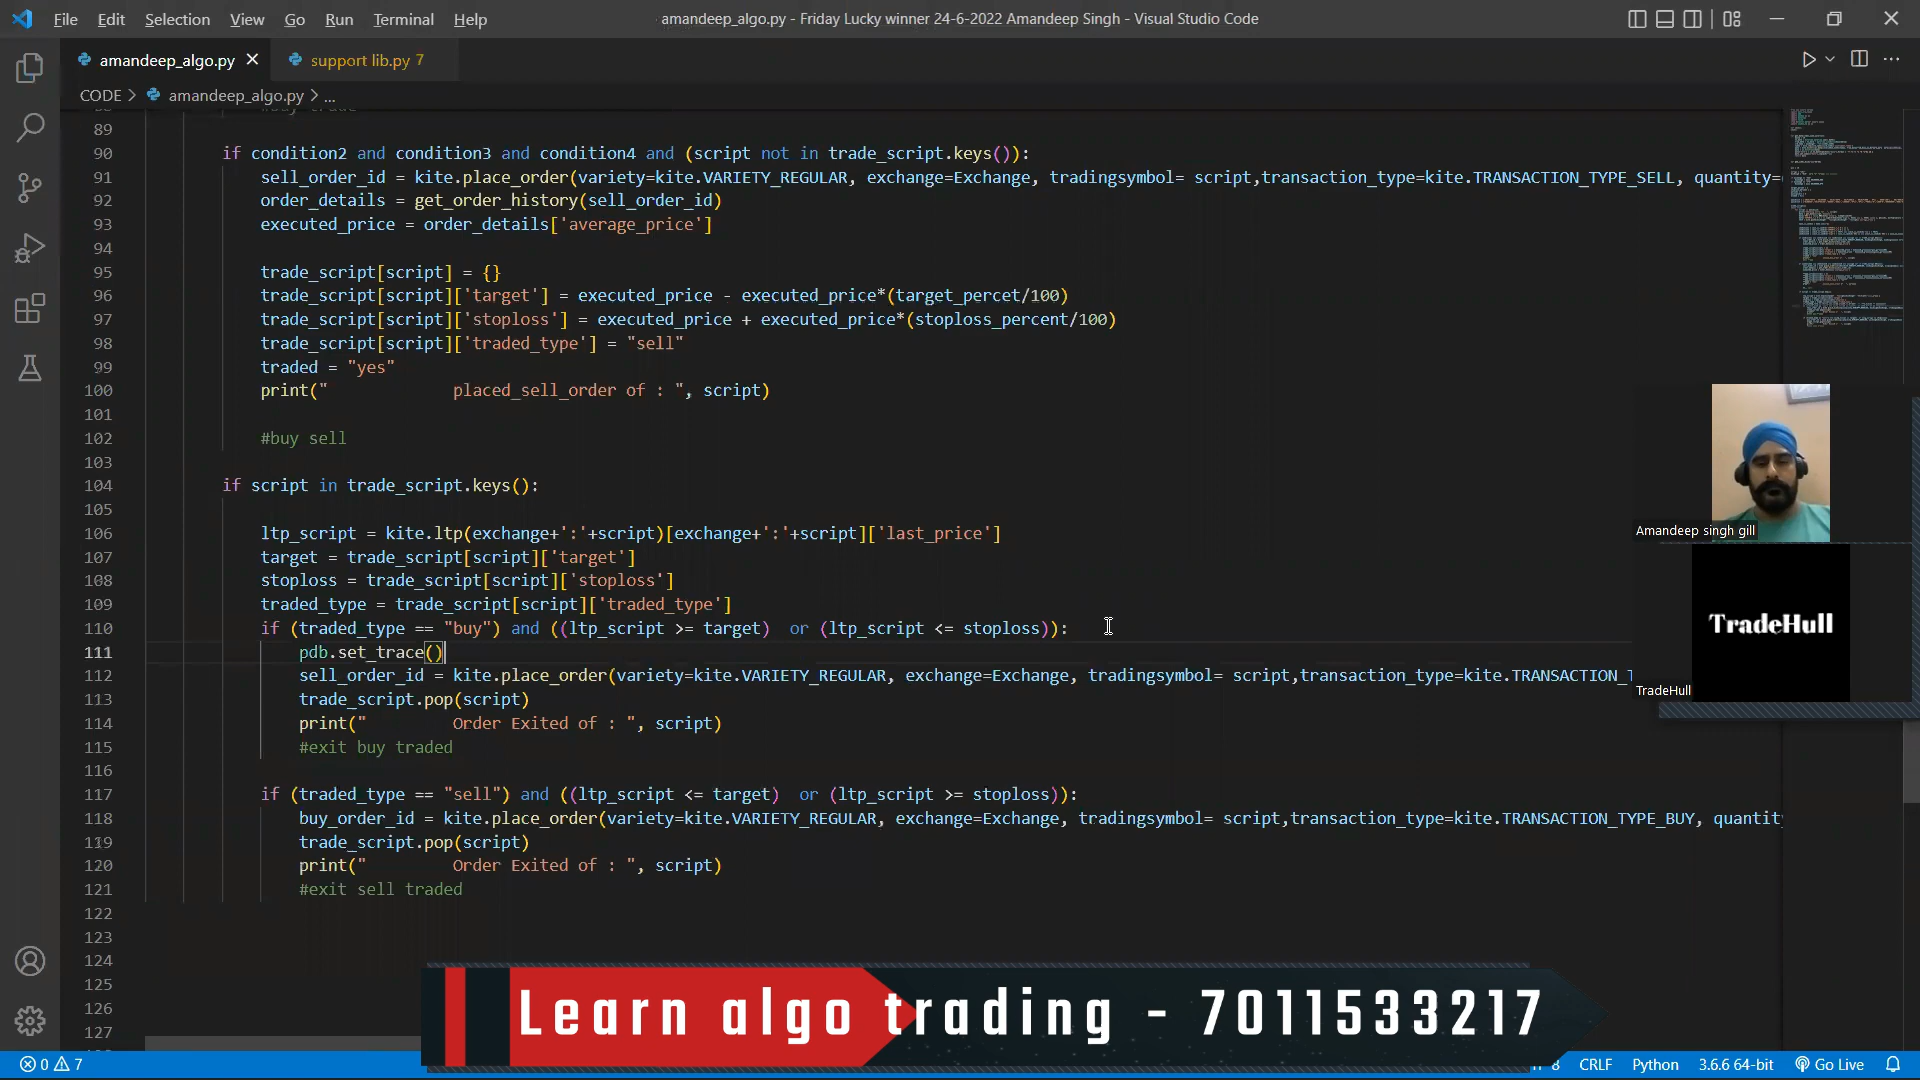 File Edit Selection View Go Run Terminal Help
amandeep_algo.py - Friday Lucky winner 24-6-2022 Amandeep Singh - Visual Studio Code
amandeep_algo.py support lib.py 7
CODE > amandeep_algo.py > ...
89
90 if condition2 and condition3 and condition4 and (script not in trade_script.keys()):
91 sell_order_id = kite.place_order(variety=kite.VARIETY_REGULAR, exchange=Exchange, tradingsymbol= script,transaction_type=kite.TRANSACTION_TYPE_SELL, quantity=
92 order_details = get_order_history(sell_order_id)
93 executed_price = order_details['average_price']
94
95 trade_script[script] = {}
96 trade_script[script]['target'] = executed_price - executed_price*(target_percet/100)
97 trade_script[script]['stoploss'] = executed_price + executed_price*(stoploss_percent/100)
98 trade_script[script]['traded_type'] = "sell"
99 traded = "yes"
100 print(" placed_sell_order of : ", script)
101
102 #buy sell
103
104 if script in trade_script.keys():
105
106 ltp_script = kite.ltp(exchange+':'+script)[exchange+':'+script]['last_price']
107 target = trade_script[script]['target']
108 stoploss = trade_script[script]['stoploss']
109 traded_type = trade_script[script]['traded_type']
110 if (traded_type == "buy") and ((ltp_script >= target) or (ltp_script <= stoploss)):
111 pdb.set_trace()
112 sell_order_id = kite.place_order(variety=kite.VARIETY_REGULAR, exchange=Exchange, tradingsymbol= script,transaction_type=kite.TRANSACTION_T
113 trade_script.pop(script)
114 print(" Order Exited of : ", script)
115 #exit buy traded
116
117 if (traded_type == "sell") and ((ltp_script <= target) or (ltp_script >= stoploss)):
118 buy_order_id = kite.place_order(variety=kite.VARIETY_REGULAR, exchange=Exchange, tradingsymbol= script,transaction_type=kite.TRANSACTION_TYPE_BUY, quantity
119 trade_script.pop(script)
120 print(" Order Exited of : ", script)
121 #exit sell traded
122
123
124
125
126
127
Amandeep singh gill
TradeHull
TradeHull
Learn algo trading - 7011533217
0 7 CRLF Python 3.6.6 64-bit Go Live